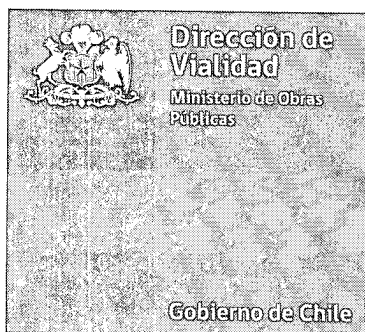 Dirección de
Vialidad
Ministerio de Obras
Públicas
Gobierno de Chile